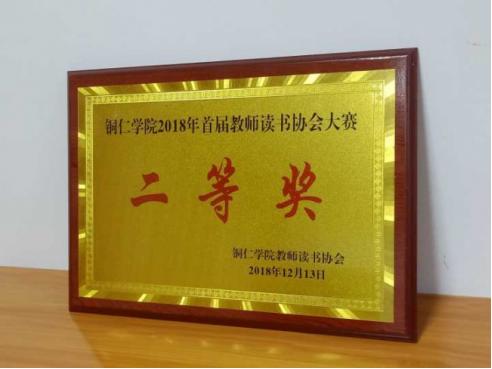 铜仁学院2018年首届教师读书协会大赛
二等奖
铜仁学院教师读书协会
2018年12月13日